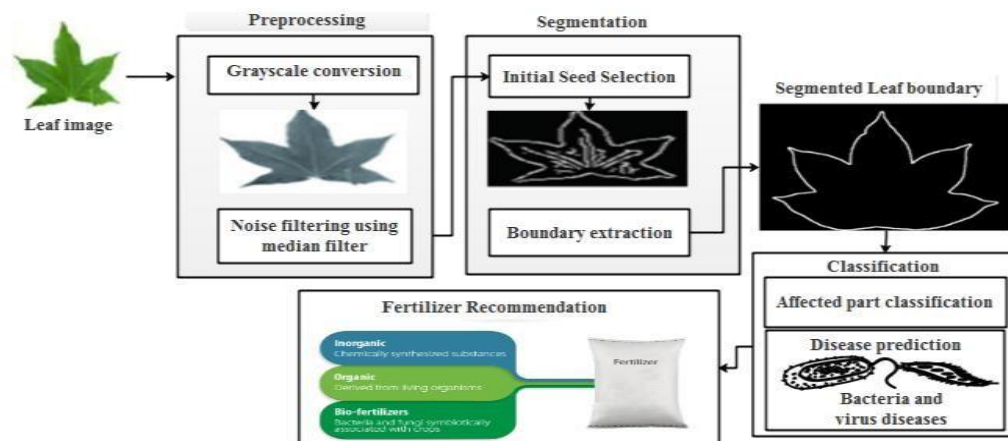 Leaf image
Preprocessing
Grayscale conversion
Noise filtering using
median filter
Segmentation
Initial Seed Selection
Boundary extraction
Segmented Leaf boundary
Classification
Affected part classification
Disease prediction
Bacteria and
virus diseases
Fertilizer Recommendation
Inorganic
Chemically synthesized substances
Organic
Derived from living organisms
Bio-fertilizers
Bacteria and fungi symbiotically
associated with crops
Fertilizer